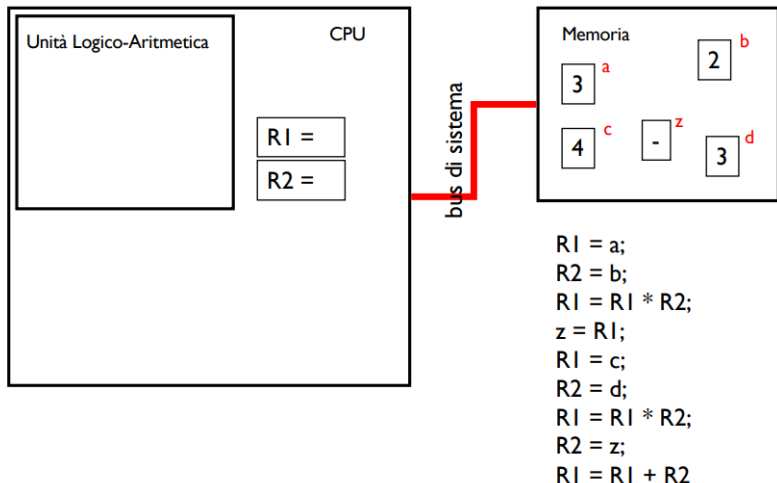 Unità Logico-Aritmetica
CPU
R1 =
R2 =
bus di sistema
Memoria
3 a
2 b
4 c
- z
3 d
R1 = a;
R2 = b;
R1 = R1 * R2;
z = R1;
R1 = c;
R2 = d;
R1 = R1 * R2;
R2 = z;
R1 = R1 + R2